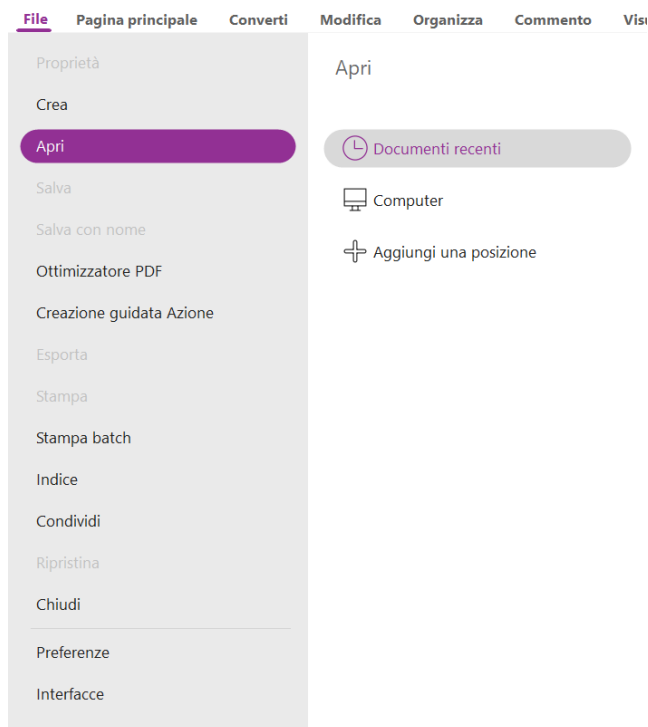 File Pagina principale Converti Modifica Organizza Commento
Proprietà
Crea
Apri
Salva
Salva con nome
Ottimizzatore PDF
Creazione guidata Azione
Esporta
Stampa
Stampa batch
Indice
Condividi
Ripristina
Chiudi
Preferenze
Interfacce
Apri
Documenti recenti
Computer
Aggiungi una posizione